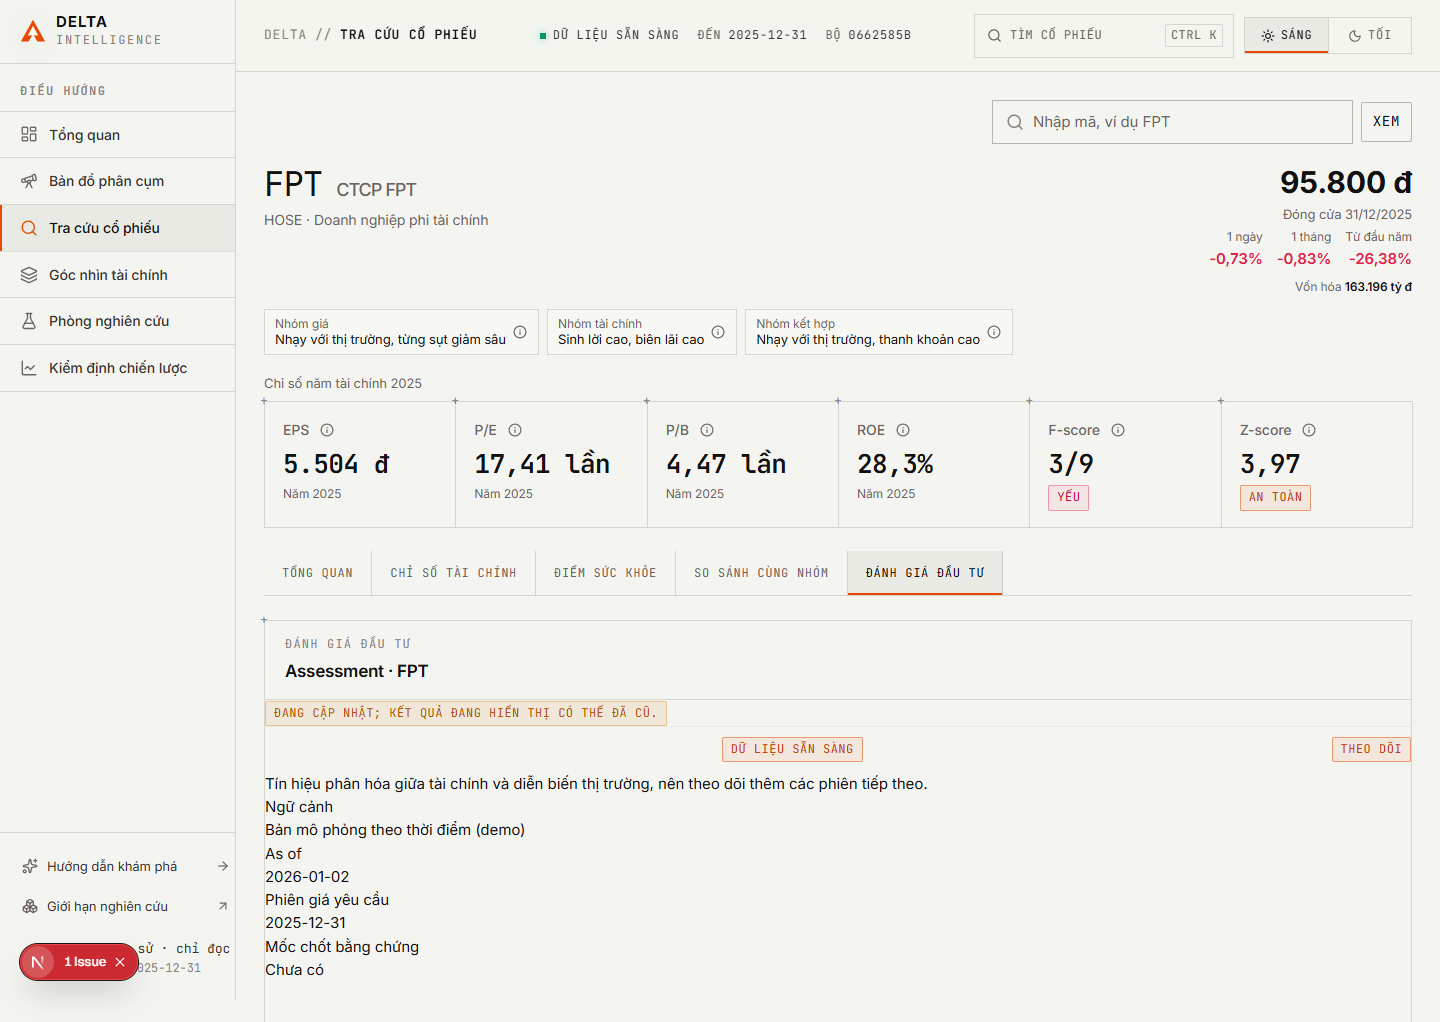 DELTA
INTELLIGENCE
ĐIỀU HƯỚNG
Tổng quan
Bản đồ phân cụm
Tra cứu cổ phiếu
Góc nhìn tài chính
Phòng nghiên cứu
Kiểm định chiến lược
Hướng dẫn khám phá
Giới hạn nghiên cứu
sử · chỉ đọc
025-12-31
1 Issue
DELTA // TRA CỨU CỔ PHIẾU
DỮ LIỆU SẴN SÀNG ĐẾN 2025-12-31 BỘ 0662585B
TÌM CỔ PHIẾU CTRL K
SÁNG
TỐI
Nhập mã, ví dụ FPT
XEM
FPT CTCP FPT
HOSE · Doanh nghiệp phi tài chính
95.800 đ
Đóng cửa 31/12/2025
1 ngày 1 tháng Từ đầu năm
-0,73% -0,83% -26,38%
Vốn hóa 163.196 tỷ đ
Nhóm giá
Nhạy với thị trường, từng sụt giảm sâu
Nhóm tài chính
Sinh lời cao, biên lãi cao
Nhóm kết hợp
Nhạy với thị trường, thanh khoản cao
Chỉ số năm tài chính 2025
EPS
5.504 đ
Năm 2025
P/E
17,41 lần
Năm 2025
P/B
4,47 lần
Năm 2025
ROE
28,3%
Năm 2025
F-score
3/9
YẾU
Z-score
3,97
AN TOÀN
TỔNG QUAN
CHỈ SỐ TÀI CHÍNH
ĐIỂM SỨC KHỎE
SO SÁNH CÙNG NHÓM
ĐÁNH GIÁ ĐẦU TƯ
ĐÁNH GIÁ ĐẦU TƯ
Assessment · FPT
ĐANG CẬP NHẬT; KẾT QUẢ ĐANG HIỂN THỊ CÓ THỂ ĐÃ CŨ.
DỮ LIỆU SẴN SÀNG
THEO DÕI
Tín hiệu phân hóa giữa tài chính và diễn biến thị trường, nên theo dõi thêm các phiên tiếp theo.
Ngữ cảnh
Bản mô phỏng theo thời điểm (demo)
As of
2026-01-02
Phiên giá yêu cầu
2025-12-31
Mốc chốt bằng chứng
Chưa có